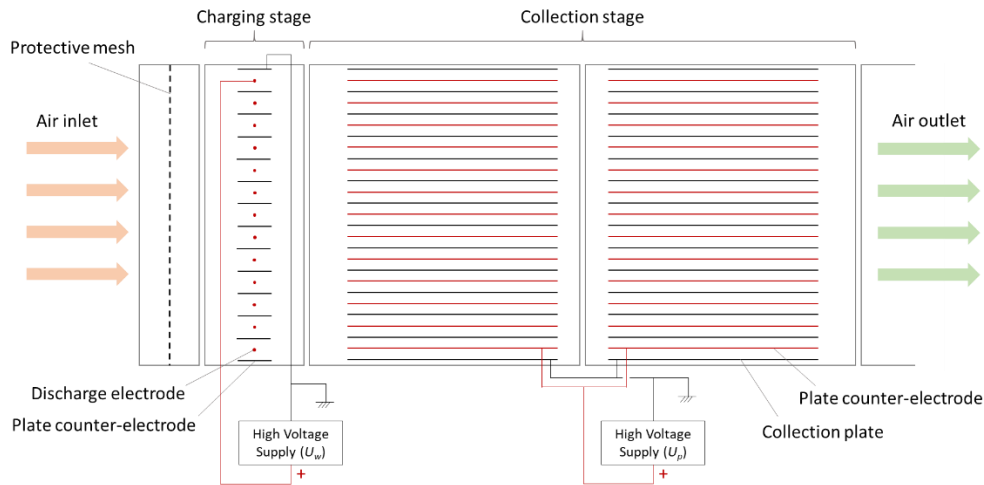 Charging stage
Collection stage
Protective mesh
Air inlet
Air outlet
Discharge electrode
Plate counter-electrode
High Voltage
Supply (Uw)
+
High Voltage
Supply (Up)
+
Plate counter-electrode
Collection plate